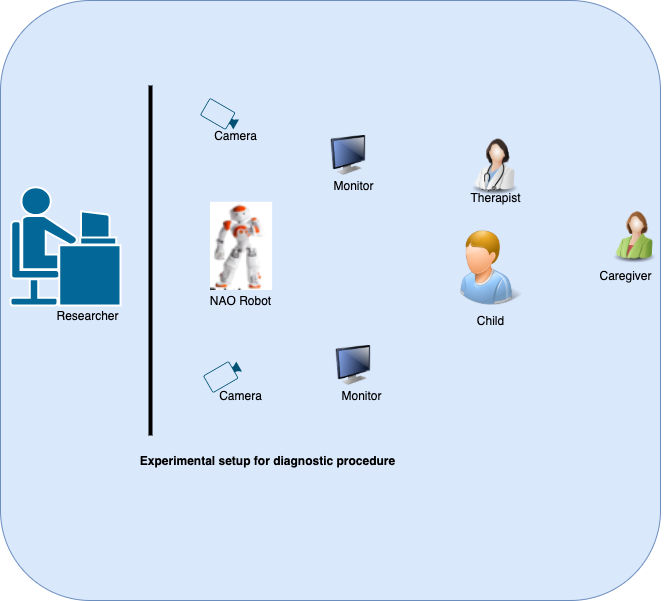 Camera
Monitor
Therapist
Caregiver
NAO Robot
Researcher
Child
Camera
Monitor
Experimental setup for diagnostic procedure